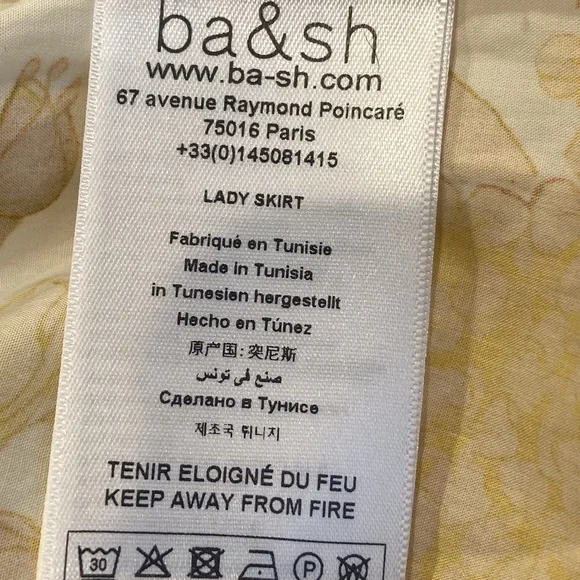 ba&sh
www.ba-sh.com
67 avenue Raymond Poincaré
75016 Paris
+33(0)145081415
LADY SKIRT
Fabriqué en Tunisie
Made in Tunisia
in Tunesien hergestellt
Hecho en Túnez
原产国: 突尼斯
صنع في تونس
Сделано в Тунисе
제조국 튀니지
TENIR ELOIGNÉ DU FEU
KEEP AWAY FROM FIRE
30 P W